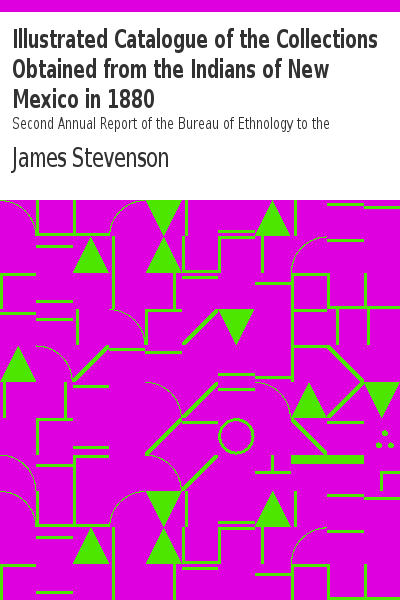 Illustrated Catalogue of the Collections
Obtained from the Indians of New
Mexico in 1880
Second Annual Report of the Bureau of Ethnology to the
James Stevenson